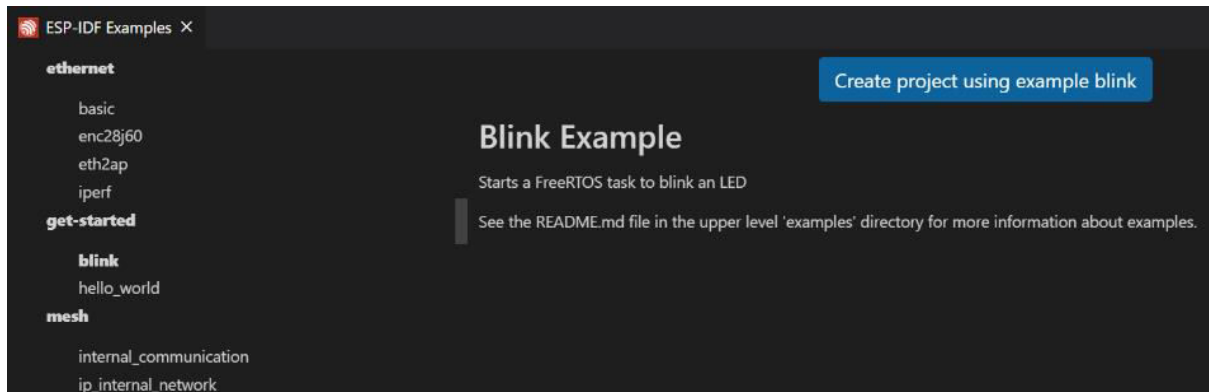 ESP-IDF Examples
ethernet
basic
enc28j60
eth2ap
iperf
get-started
blink
hello_world
mesh
internal_communication
ip_internal_network
Create project using example blink
Blink Example
Starts a FreeRTOS task to blink an LED
See the README.md file in the upper level 'examples' directory for more information about examples.